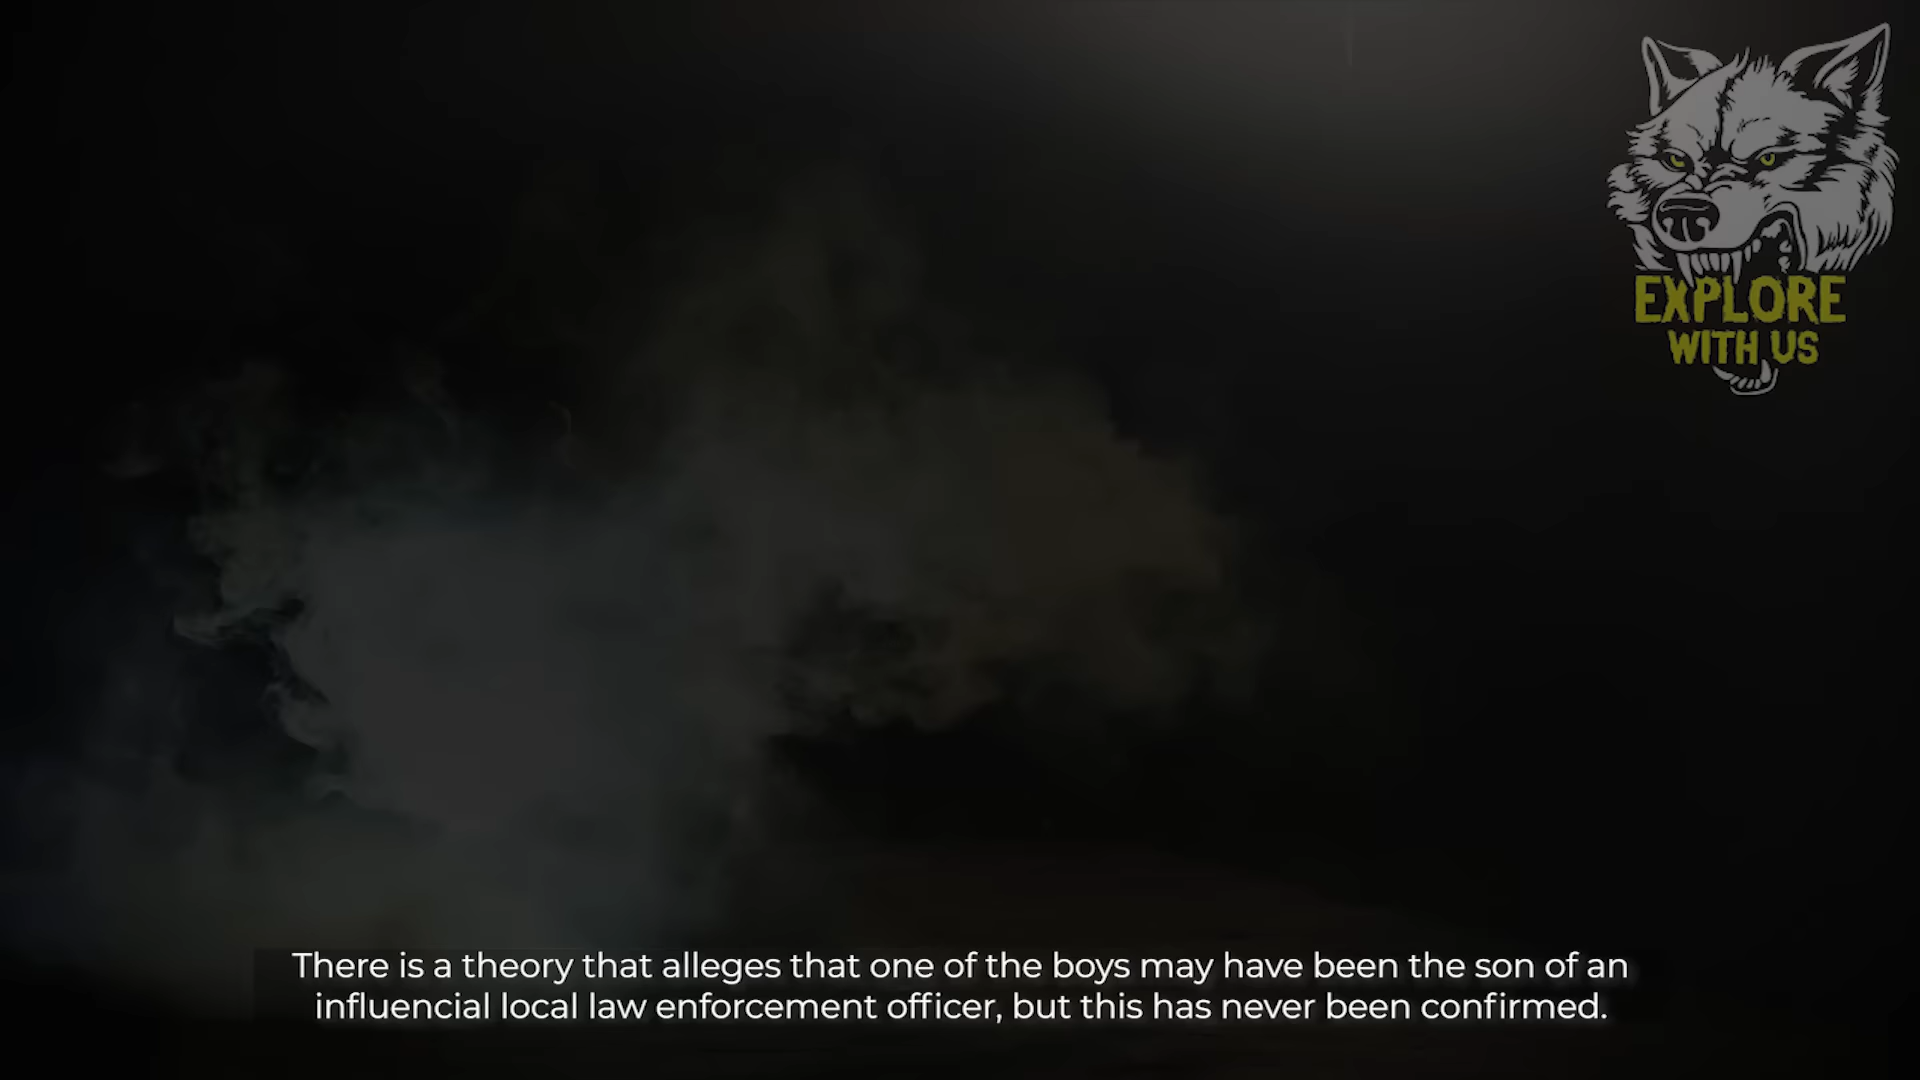 EXPLORE
WITH US
There is a theory that alleges that one of the boys may have been the son of an
influencial local law enforcement officer, but this has never been confirmed.